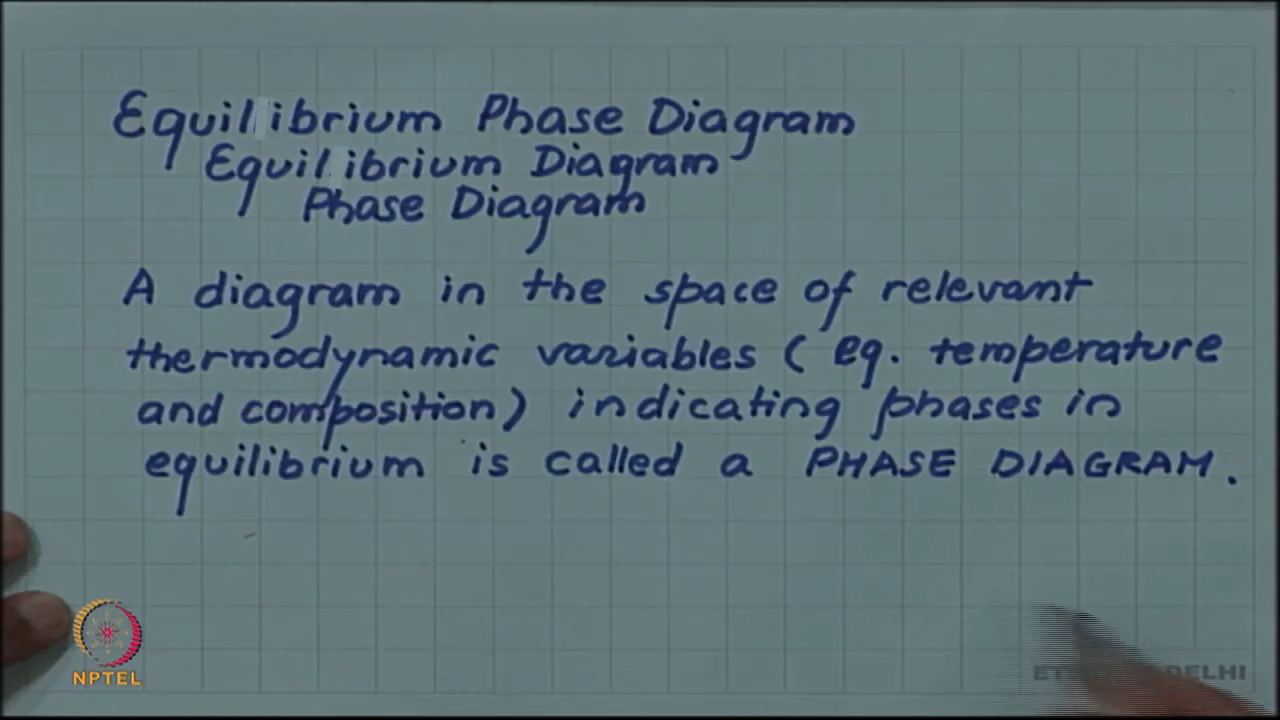 Equilibrium Phase Diagram
Equilibrium Diagram
Phase Diagram
A diagram in the space of relevant
thermodynamic variables (eg. temperature
and composition) indicating phases in
equilibrium is called a PHASE DIAGRAM.
NPTEL
DELHI